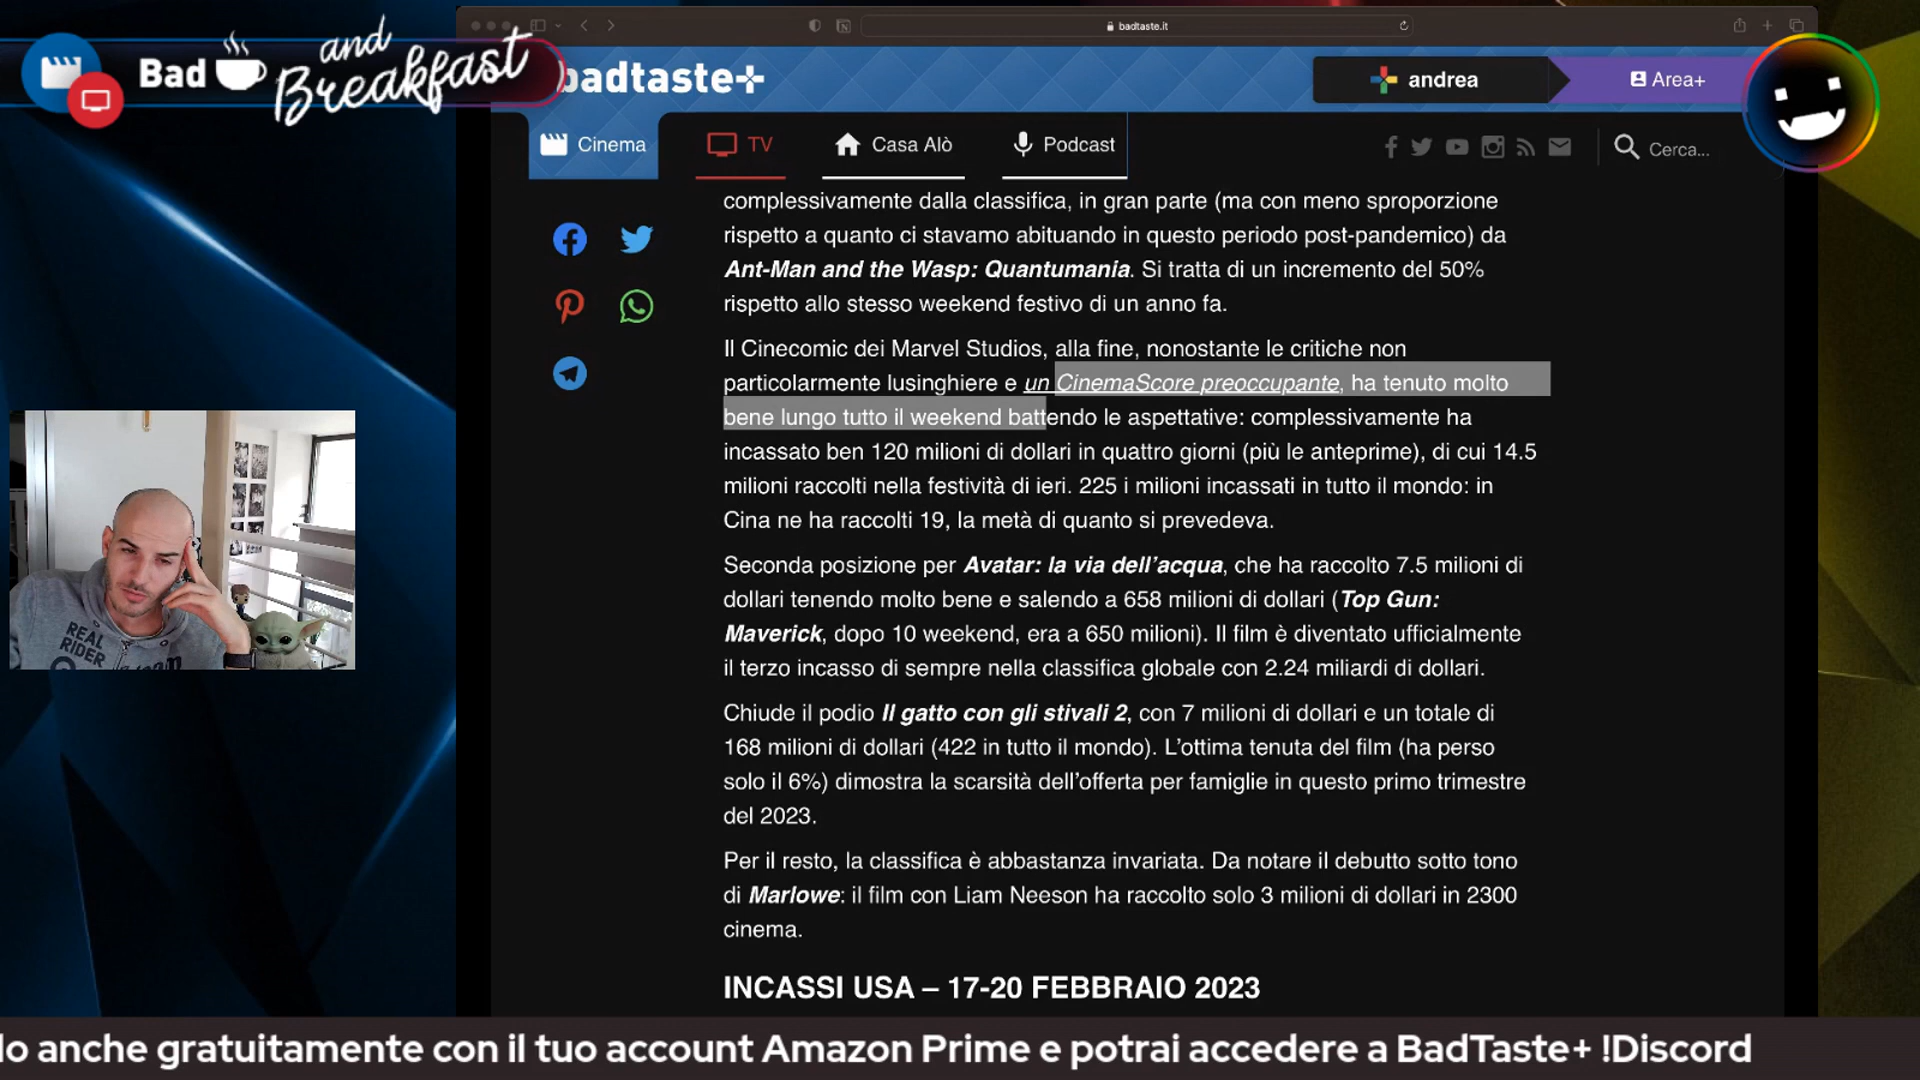 badtaste.it
Bad and Breakfast
badtaste+
andrea
Area+
Cinema
TV
Casa Alò
Podcast
Cerca...
complessivamente dalla classifica, in gran parte (ma con meno sproporzione
rispetto a quanto ci stavamo abituando in questo periodo post-pandemico) da
Ant-Man and the Wasp: Quantumania. Si tratta di un incremento del 50%
rispetto allo stesso weekend festivo di un anno fa.
Il Cinecomic dei Marvel Studios, alla fine, nonostante le critiche non
particolarmente lusinghiere e un CinemaScore preoccupante, ha tenuto molto
bene lungo tutto il weekend battendo le aspettative: complessivamente ha
incassato ben 120 milioni di dollari in quattro giorni (più le anteprime), di cui 14.5
milioni raccolti nella festività di ieri. 225 i milioni incassati in tutto il mondo: in
Cina ne ha raccolti 19, la metà di quanto si prevedeva.
Seconda posizione per Avatar: la via dell'acqua, che ha raccolto 7.5 milioni di
dollari tenendo molto bene e salendo a 658 milioni di dollari (Top Gun:
Maverick, dopo 10 weekend, era a 650 milioni). Il film è diventato ufficialmente
il terzo incasso di sempre nella classifica globale con 2.24 miliardi di dollari.
Chiude il podio Il gatto con gli stivali 2, con 7 milioni di dollari e un totale di
168 milioni di dollari (422 in tutto il mondo). L'ottima tenuta del film (ha perso
solo il 6%) dimostra la scarsità dell'offerta per famiglie in questo primo trimestre
del 2023.
Per il resto, la classifica è abbastanza invariata. Da notare il debutto sotto tono
di Marlowe: il film con Liam Neeson ha raccolto solo 3 milioni di dollari in 2300
cinema.
INCASSI USA – 17-20 FEBBRAIO 2023
REAL
RIDER
lo anche gratuitamente con il tuo account Amazon Prime e potrai accedere a BadTaste+ !Discord